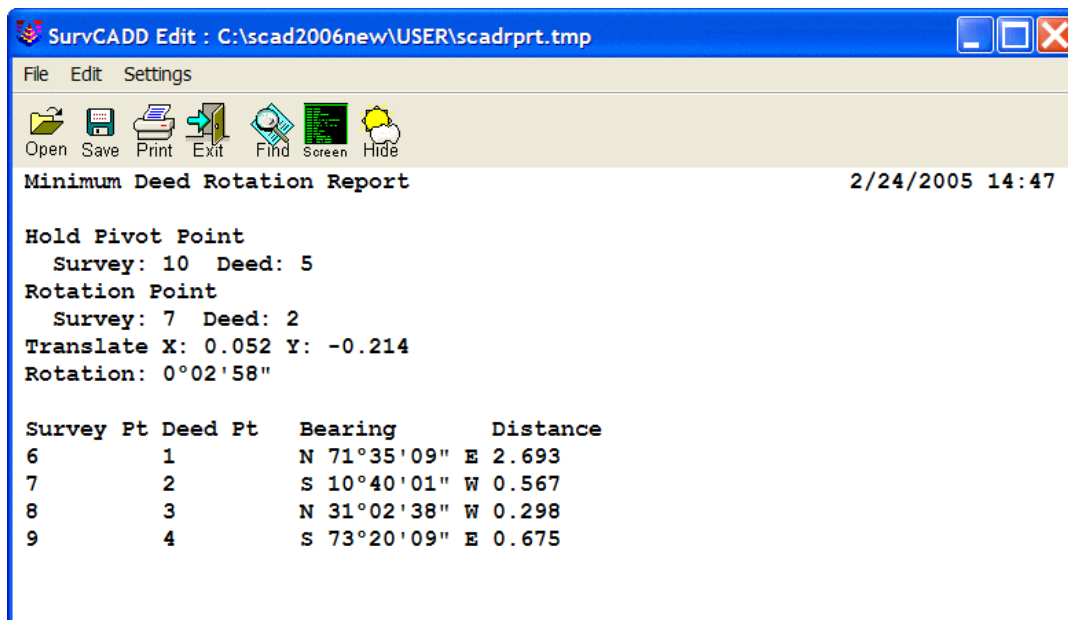 SurvCADD Edit : C:\scad2006new\USER\scadrprt.tmp
File Edit Settings
Open Save Print Exit Find Screen Hide
Minimum Deed Rotation Report 2/24/2005 14:47
Hold Pivot Point
Survey: 10 Deed: 5
Rotation Point
Survey: 7 Deed: 2
Translate X: 0.052 Y: -0.214
Rotation: 0°02'58"
Survey Pt Deed Pt Bearing Distance
6 1 N 71°35'09" E 2.693
7 2 S 10°40'01" W 0.567
8 3 N 31°02'38" W 0.298
9 4 S 73°20'09" E 0.675